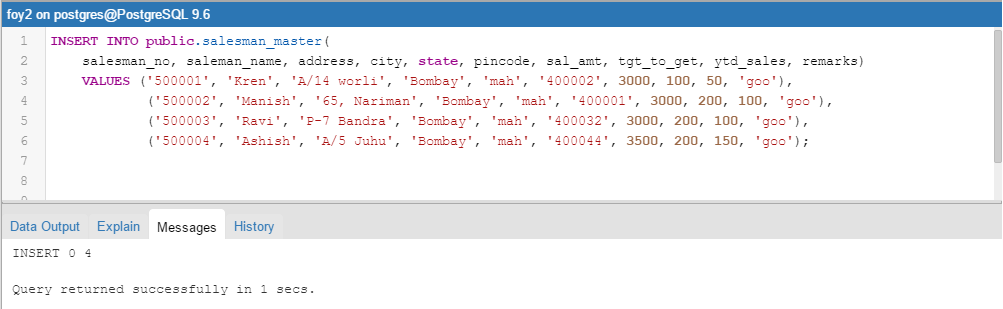 foy2 on postgres@PostgreSQL 9.6
1 INSERT INTO public.salesman_master(
2 salesman_no, saleman_name, address, city, state, pincode, sal_amt, tgt_to_get, ytd_sales, remarks)
3 VALUES ('500001', 'Kren', 'A/14 worli', 'Bombay', 'mah', '400002', 3000, 100, 50, 'goo'),
4 ('500002', 'Manish', '65, Nariman', 'Bombay', 'mah', '400001', 3000, 200, 100, 'goo'),
5 ('500003', 'Ravi', 'P-7 Bandra', 'Bombay', 'mah', '400032', 3000, 200, 100, 'goo'),
6 ('500004', 'Ashish', 'A/5 Juhu', 'Bombay', 'mah', '400044', 3500, 200, 150, 'goo');
7
8
Data Output Explain Messages History
INSERT 0 4
Query returned successfully in 1 secs.